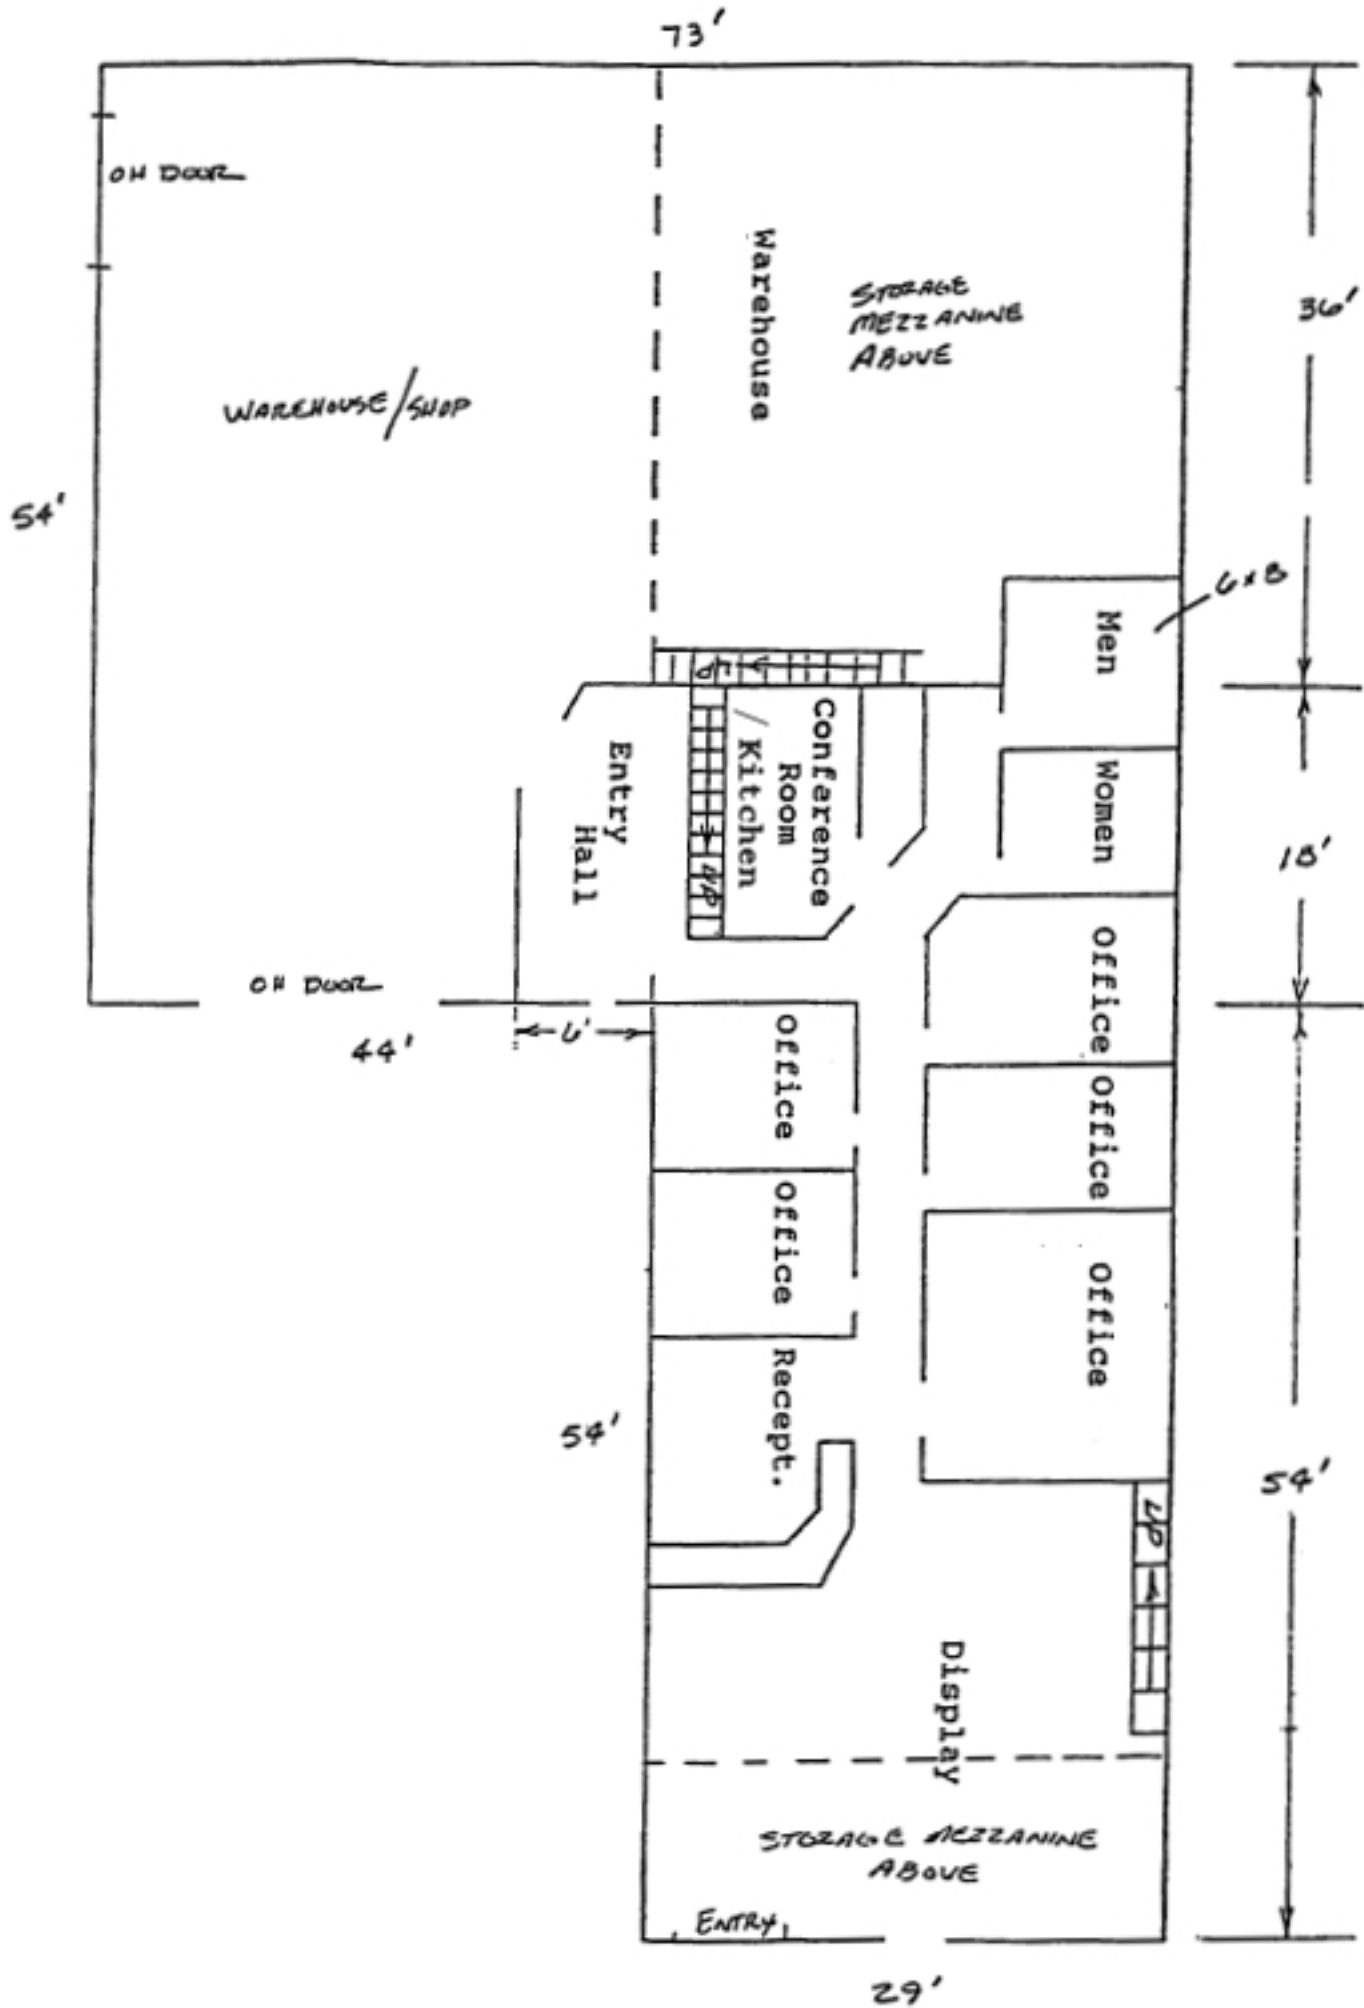 73'
OH DOOR
Warehouse
STORAGE
MEZZANINE
ABOVE
36'
WAREHOUSE/SHOP
54'
6x8
Men
UP
Conference
Room
/ Kitchen
UP
Entry
Hall
Women
18'
Office
OH DOOR
44'
6'
Office
Office
Office
Office
Recept.
54'
54'
UP
Display
STORAGE MEZZANINE
ABOVE
ENTRY
29'